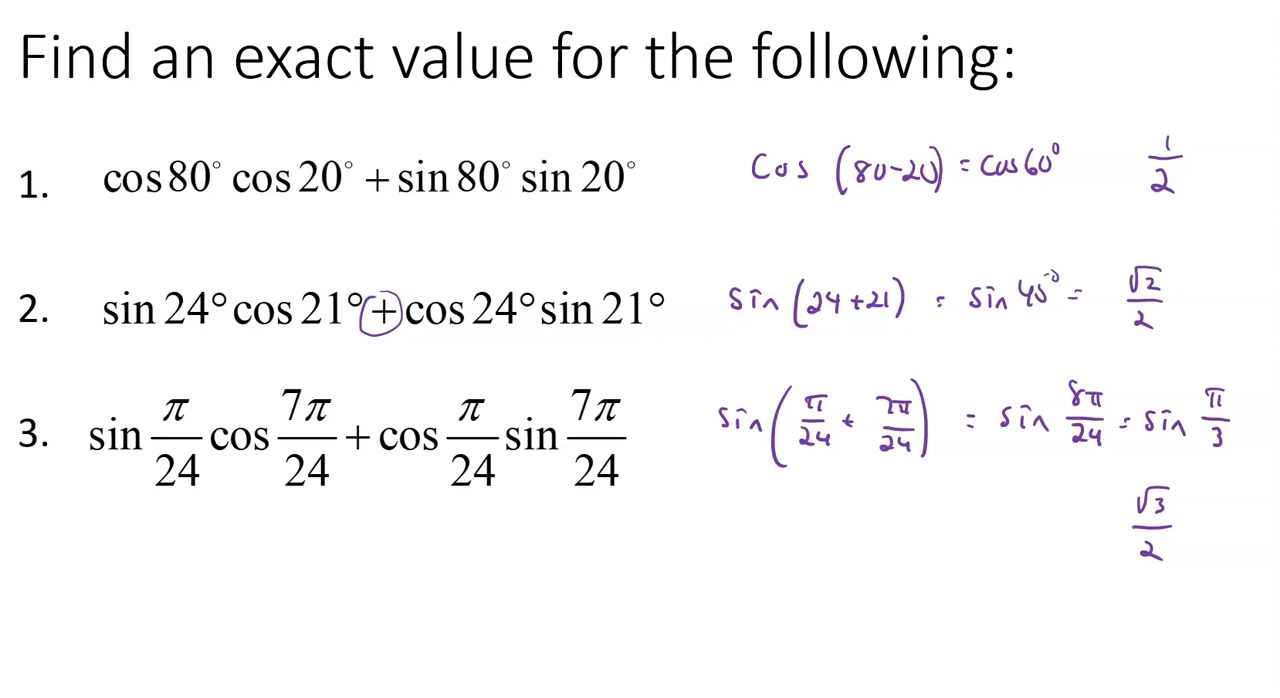 Find an exact value for the following:
1. cos 80° cos 20° + sin 80° sin 20° cos (80-20) = cos 60° 1/2
2. sin 24° cos 21° + cos 24° sin 21° sin (24+21) = sin 45° = √2/2
3. sin π/24 cos 7π/24 + cos π/24 sin 7π/24 sin (π/24 + 7π/24) = sin 8π/24 = sin π/3
√3/2